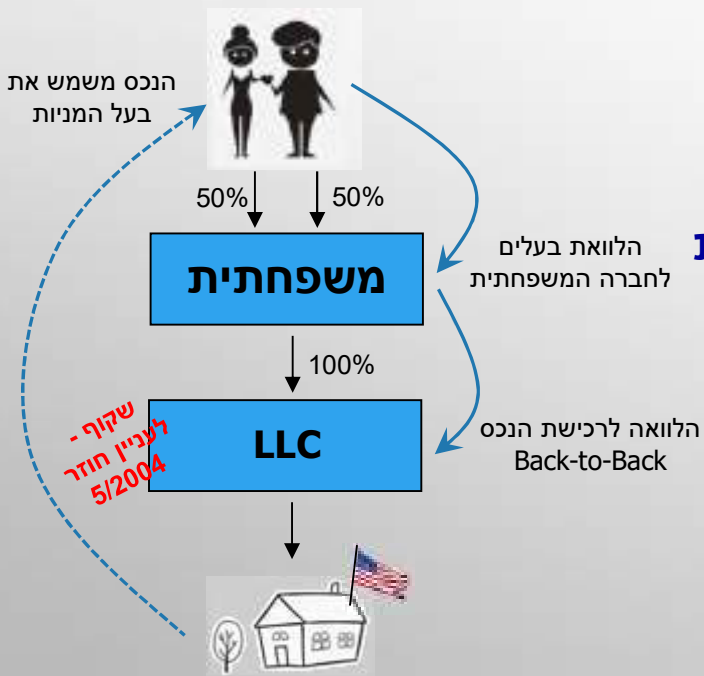 הנכס משמש את
בעל המניות
50%
50%
משפחתית
הלוואת בעלים
לחברה המשפחתית
100%
שקוף -
לעניין חוזר
5/2004
LLC
הלוואה לרכישת הנכס
Back-to-Back